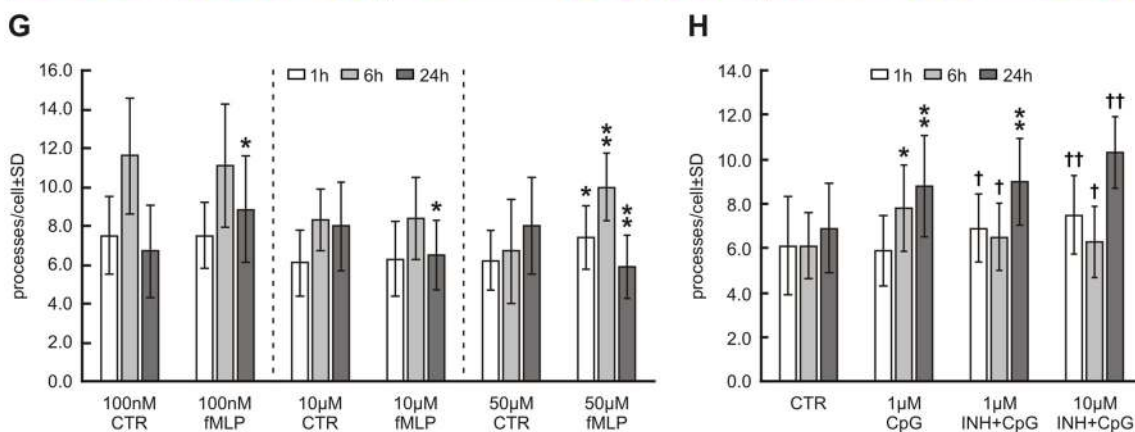 G
H
16.0
14.0
12.0
10.0
8.0
6.0
4.0
2.0
0.0
processes/cell±SD
1h 6h 24h
*
*
*
*
*
*
*
100nM CTR
100nM fMLP
10µM CTR
10µM fMLP
50µM CTR
50µM fMLP
14.0
12.0
10.0
8.0
6.0
4.0
2.0
0.0
processes/cell±SD
1h 6h 24h
*
*
*
†
†
*
*
††
†
††
CTR
1µM CpG
1µM INH+CpG
10µM INH+CpG